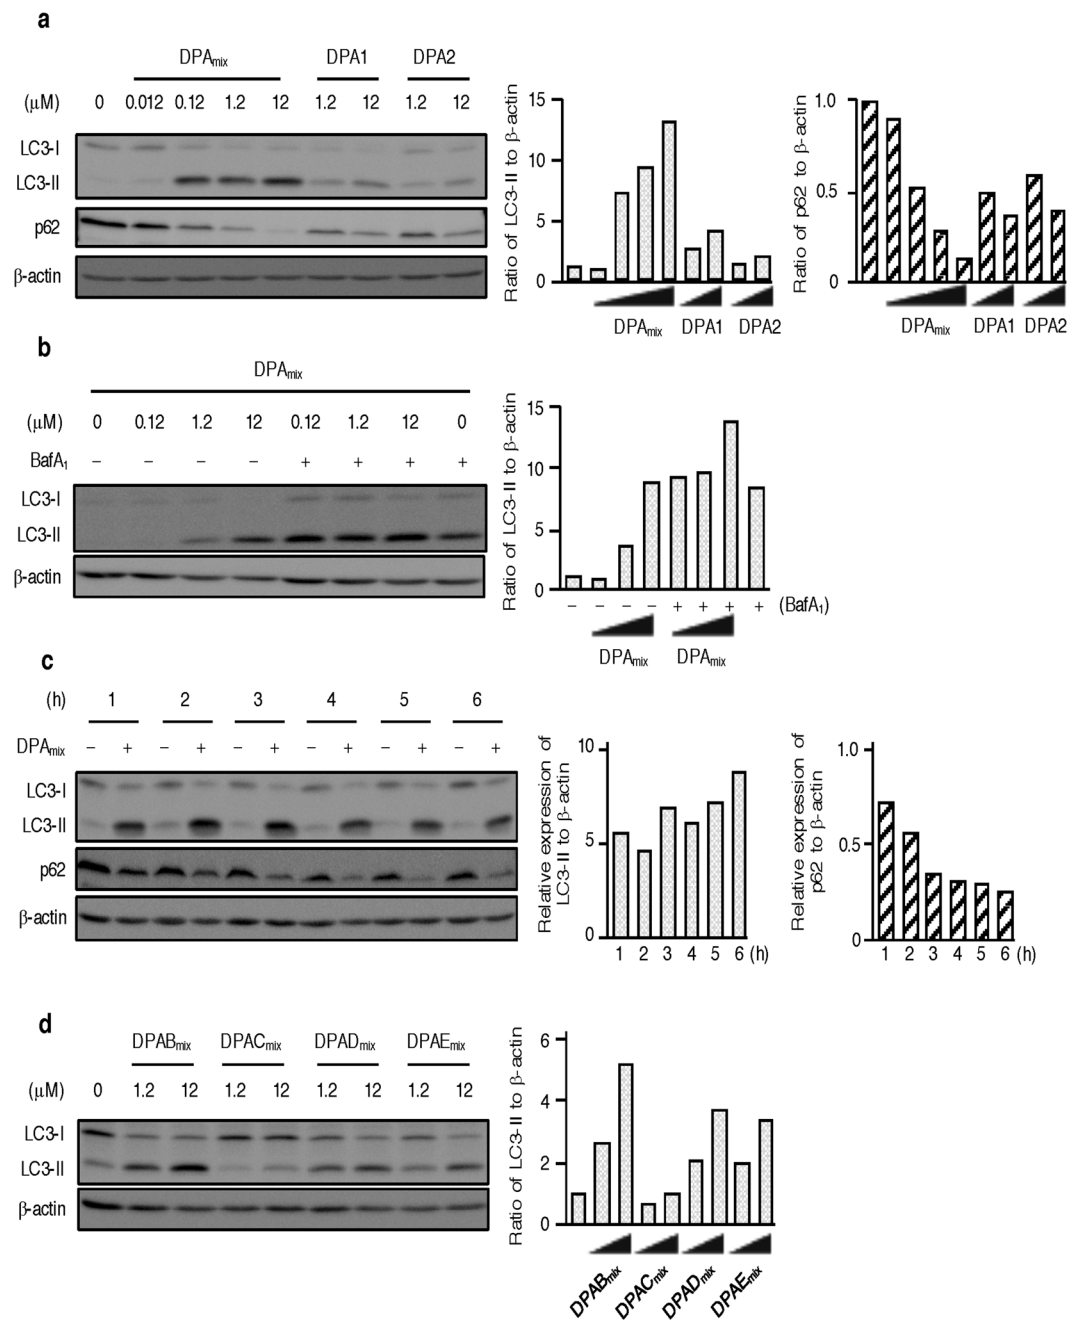 a
DPAmix DPA1 DPA2
(μM) 0 0.012 0.12 1.2 12 1.2 12 1.2 12
LC3-I
LC3-II
p62
β-actin
Ratio of LC3-II to β-actin
15
10
5
0
DPAmix DPA1 DPA2
Ratio of p62 to β-actin
1.0
0.5
0
DPAmix DPA1 DPA2
b
DPAmix
(μM) 0 0.12 1.2 12 0.12 1.2 12 0
BafA1 − − − − + + + +
LC3-I
LC3-II
β-actin
Ratio of LC3-II to β-actin
15
10
5
0
− − − − + + + + (BafA1)
DPAmix DPAmix
c
(h) 1 2 3 4 5 6
DPAmix − + − + − + − + − + − +
LC3-I
LC3-II
p62
β-actin
Relative expression of
LC3-II to β-actin
10
5
0
1 2 3 4 5 6 (h)
Relative expression of
p62 to β-actin
1.0
0.5
0
1 2 3 4 5 6 (h)
d
DPABmix DPACmix DPADmix DPAEmix
(μM) 0 1.2 12 1.2 12 1.2 12 1.2 12
LC3-I
LC3-II
β-actin
Ratio of LC3-II to β-actin
6
4
2
0
DPABmix DPACmix DPADmix DPAEmix